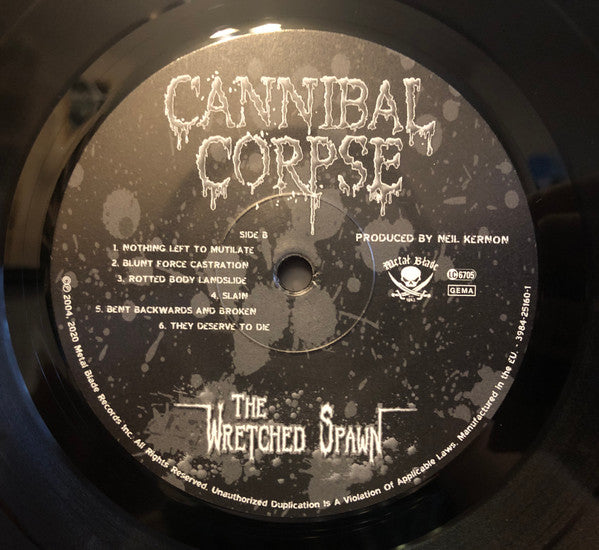 CANNIBAL
CORPSE
SIDE B
1. NOTHING LEFT TO MUTILATE
2. BLUNT FORCE CASTRATION
3. ROTTED BODY LANDSLIDE
4. SLAIN
5. BENT BACKWARDS AND BROKEN
6. THEY DESERVE TO DIE
PRODUCED BY NEIL KERNON
Metal Blade
LC 6705
GEMA
THE
WRETCHED SPAWN
℗© 2004, 2020 Metal Blade Records Inc. All Rights Reserved. Unauthorized Duplication Is A Violation Of Applicable Laws. Manufactured in the EU. · 3984-25160-1